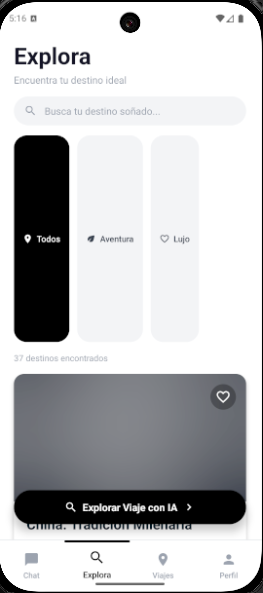 5:16
Explora
Encuentra tu destino ideal
Busca tu destino soñado...
Todos
Aventura
Lujo
37 destinos encontrados
Explorar Viaje con IA
China: Tradición Milenaria
Chat
Explora
Viajes
Perfil